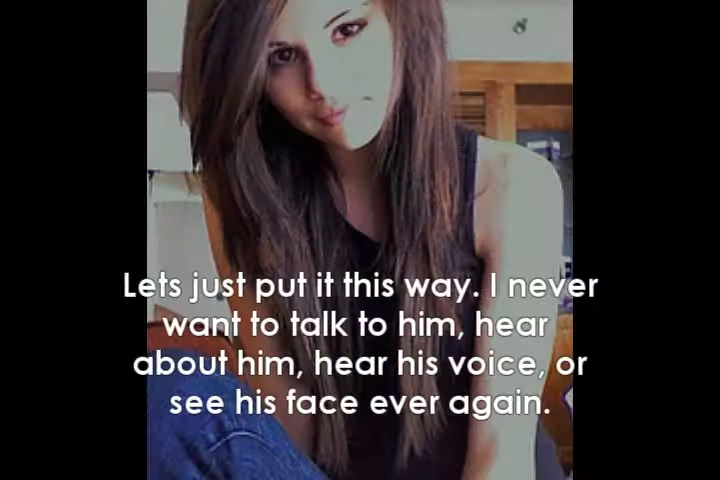 Lets just put it this way. I never
want to talk to him, hear
about him, hear his voice, or
see his face ever again.